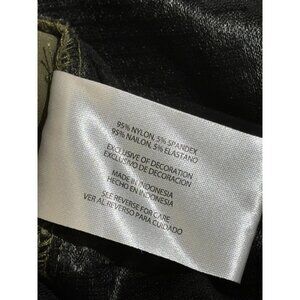 95% NYLON, 5% SPANDEX
95% NAILON, 5% ELASTANO
EXCLUSIVE OF DECORATION
EXCLUSIVO DE DECORACION
MADE IN INDONESIA
HECHO EN INDONESIA
SEE REVERSE FOR CARE
VER AL REVERSO PARA CUIDADO